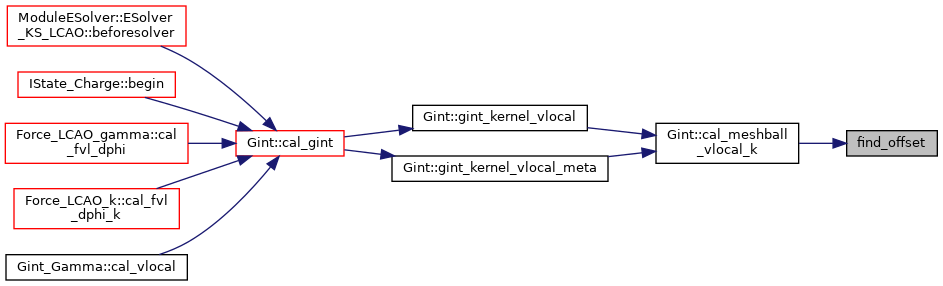 ModuleESolver::ESolver
_KS_LCAO::beforesolver
IState_Charge::begin
Force_LCAO_gamma::cal
_fvl_dphi
Force_LCAO_k::cal_fvl
_dphi_k
Gint_Gamma::cal_vlocal
Gint::cal_gint
Gint::gint_kernel_vlocal
Gint::gint_kernel_vlocal_meta
Gint::cal_meshball
_vlocal_k
find_offset